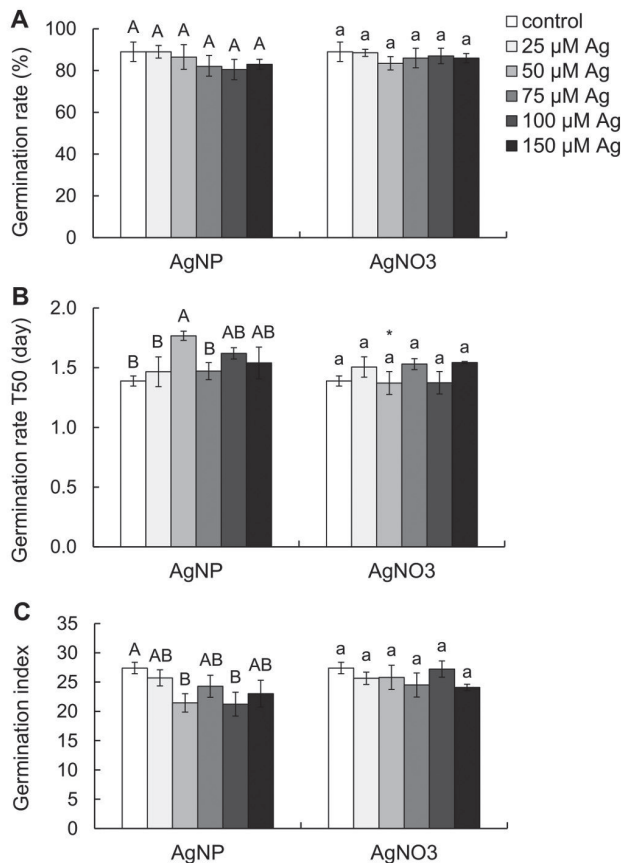 A
Germination rate (%)
100
80
60
40
20
0
A A A A A A
a a a a a a
AgNP
AgNO3
control
25 µM Ag
50 µM Ag
75 µM Ag
100 µM Ag
150 µM Ag
B
Germination rate T50 (day)
2.0
1.5
1.0
0.5
0.0
B B A B AB AB
*
a a a a a a
AgNP
AgNO3
C
Germination index
35
30
25
20
15
10
5
0
A AB B AB B AB
a a a a a a
AgNP
AgNO3